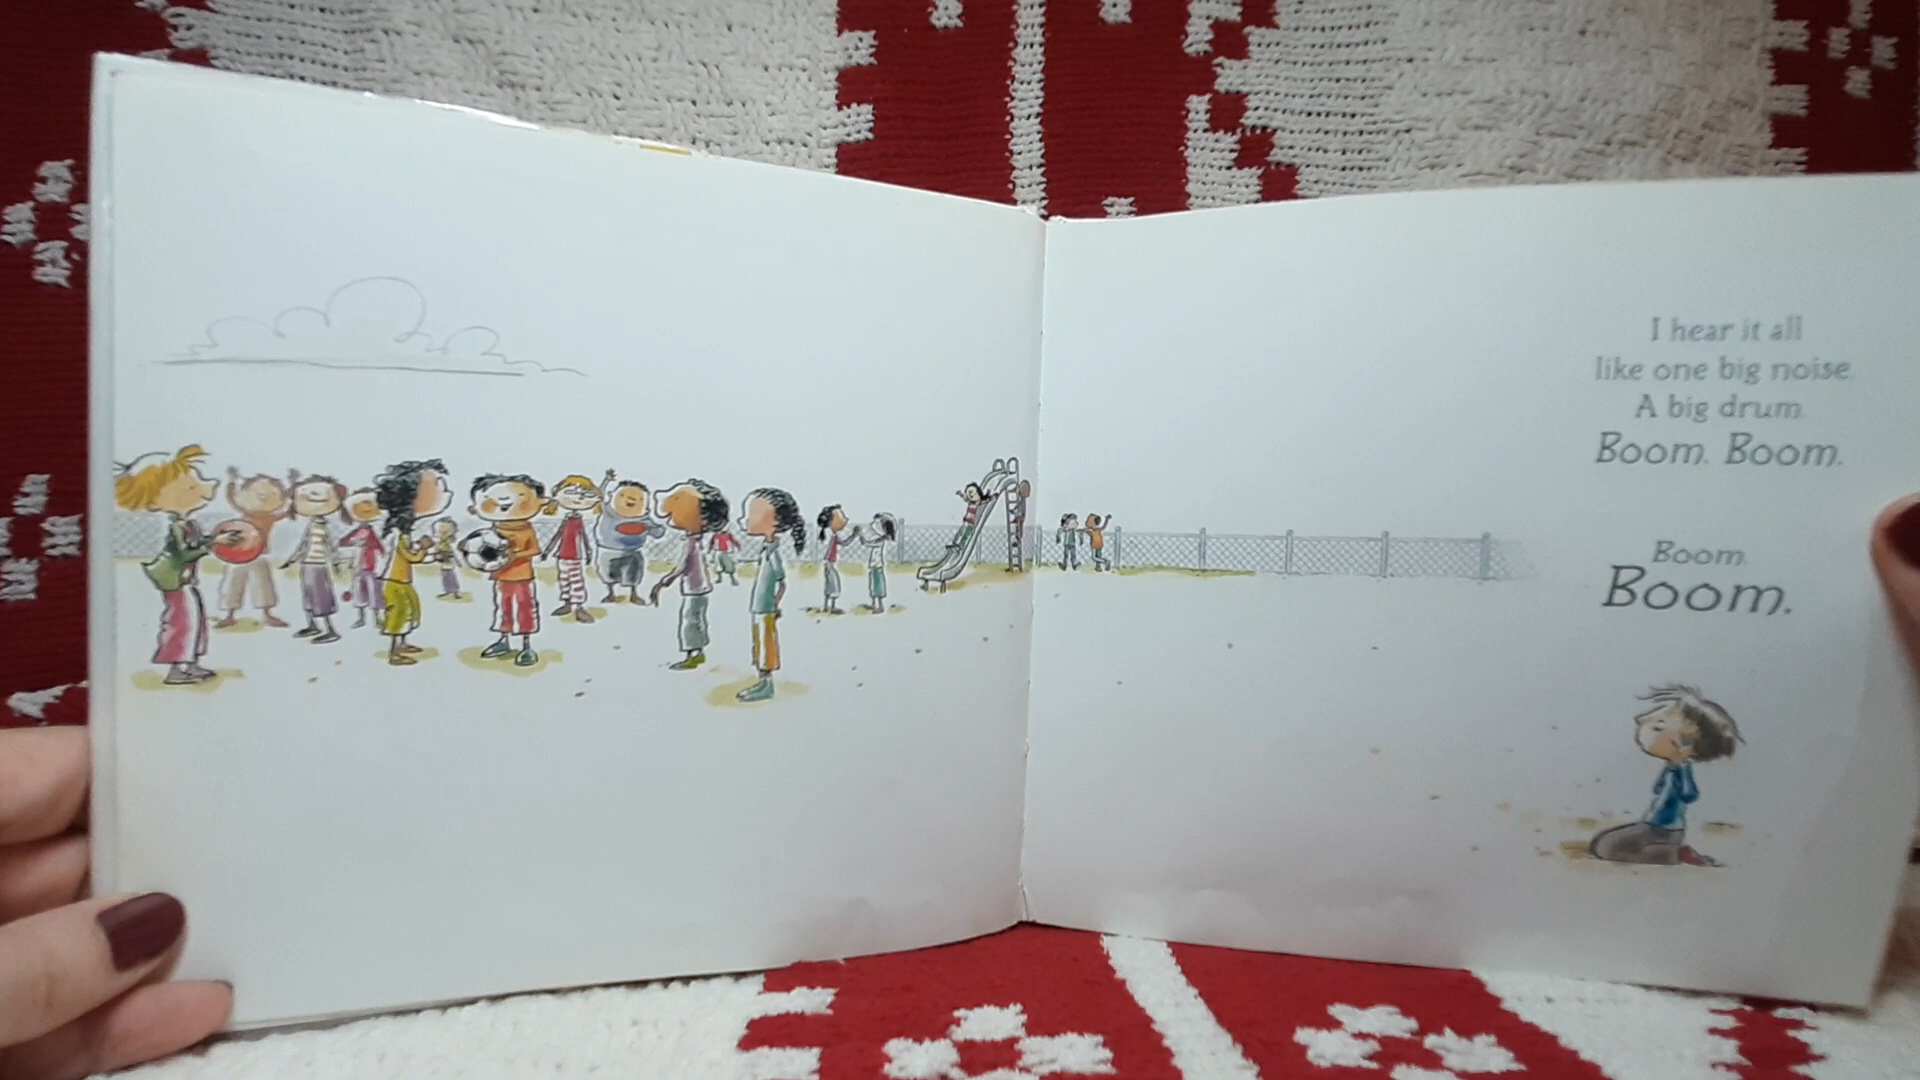 I hear it all
like one big noise.
A big drum.
Boom. Boom.
Boom.
Boom.